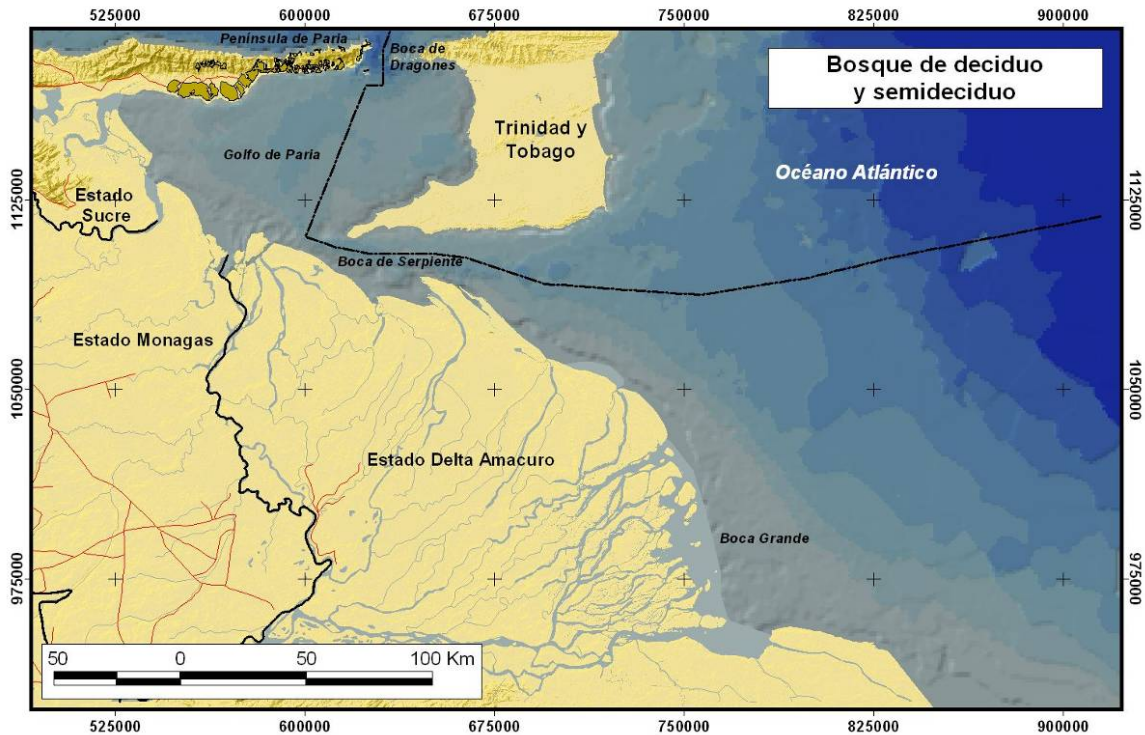 525000 600000 675000 750000 825000 900000
Península de Paria
Boca de
Dragones
Bosque de deciduo
y semideciduo
Trinidad y
Tobago
Golfo de Paria
Océano Atlántico
Estado
Sucre
1125000 1125000
Boca de Serpiente
Estado Monagas
1050000 1050000
Estado Delta Amacuro
Boca Grande
975000 975000
50 0 50 100 Km
525000 600000 675000 750000 825000 900000